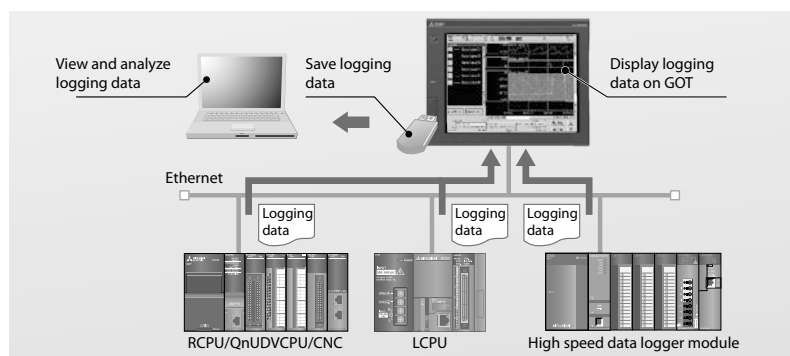 View and analyze
logging data
Save logging
data
Display logging
data on GOT
Ethernet
Logging
data
Logging
data
Logging
data
RCPU/QnUDVCPU/CNC
LCPU
High speed data logger module